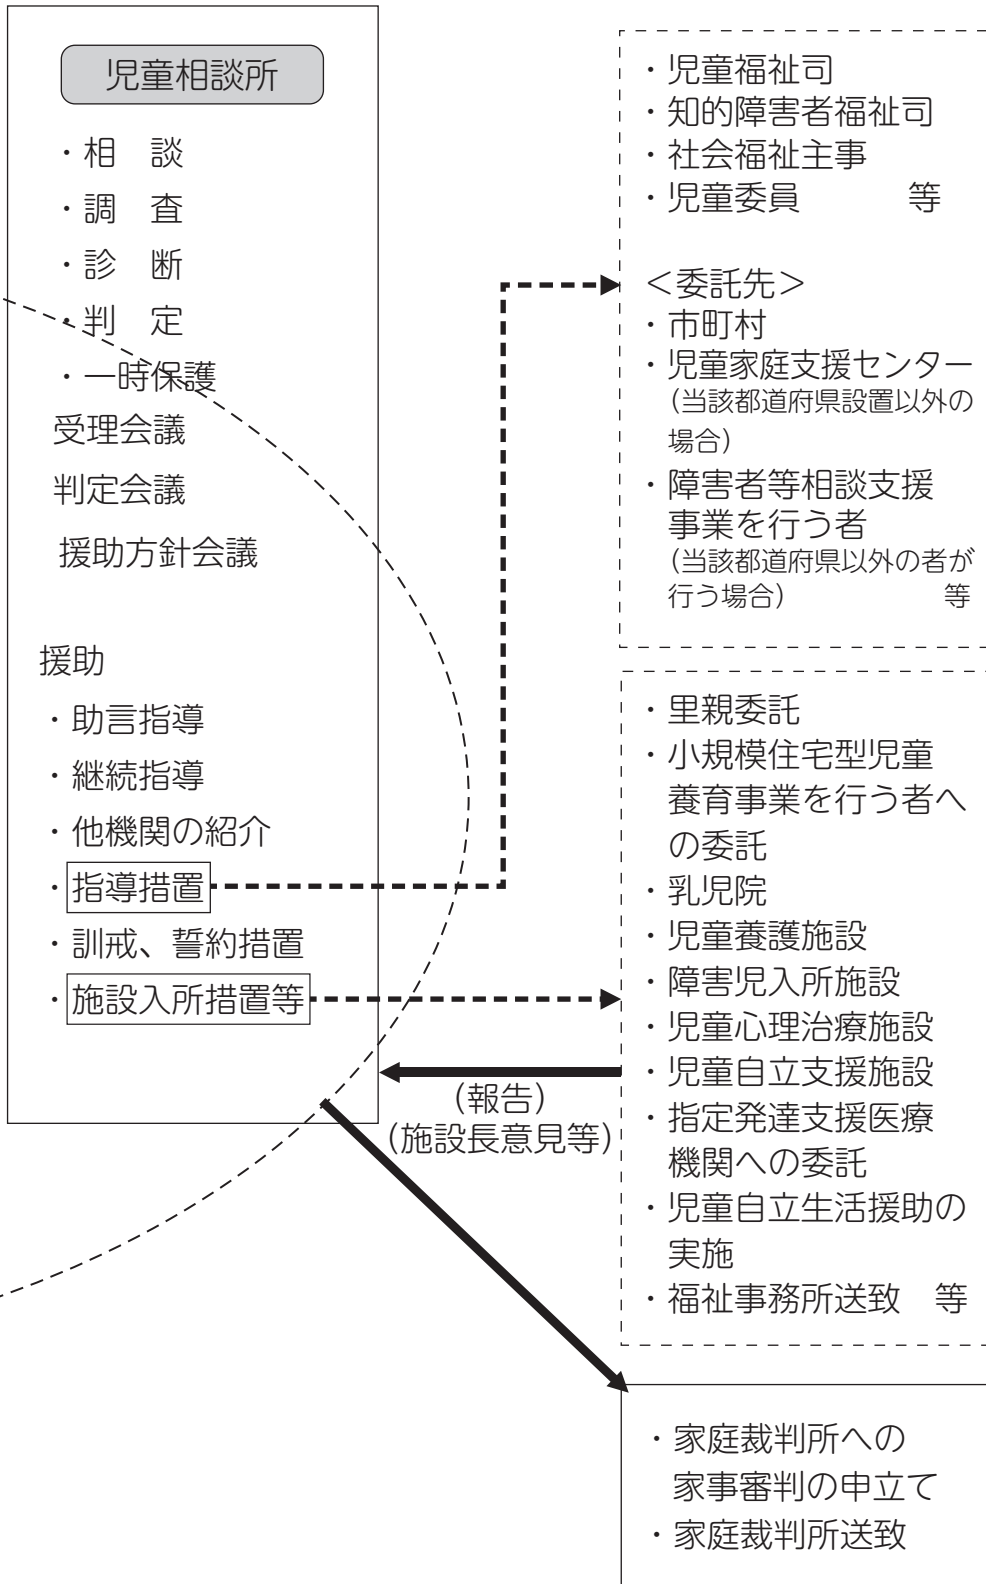 児童相談所
・相　談
・調　査
・診　断
・判　定
・一時保護
受理会議
判定会議
援助方針会議
援助
・助言指導
・継続指導
・他機関の紹介
・指導措置
・訓戒、誓約措置
・施設入所措置等
（報告）
（施設長意見等）
・児童福祉司
・知的障害者福祉司
・社会福祉主事
・児童委員　　　等
＜委託先＞
・市町村
・児童家庭支援センター
（当該都道府県設置以外の
場合）
・障害者等相談支援
事業を行う者
（当該都道府県以外の者が
行う場合）　　　　　等
・里親委託
・小規模住宅型児童
養育事業を行う者へ
の委託
・乳児院
・児童養護施設
・障害児入所施設
・児童心理治療施設
・児童自立支援施設
・指定発達支援医療
機関への委託
・児童自立生活援助の
実施
・福祉事務所送致　等
・家庭裁判所への
家事審判の申立て
・家庭裁判所送致